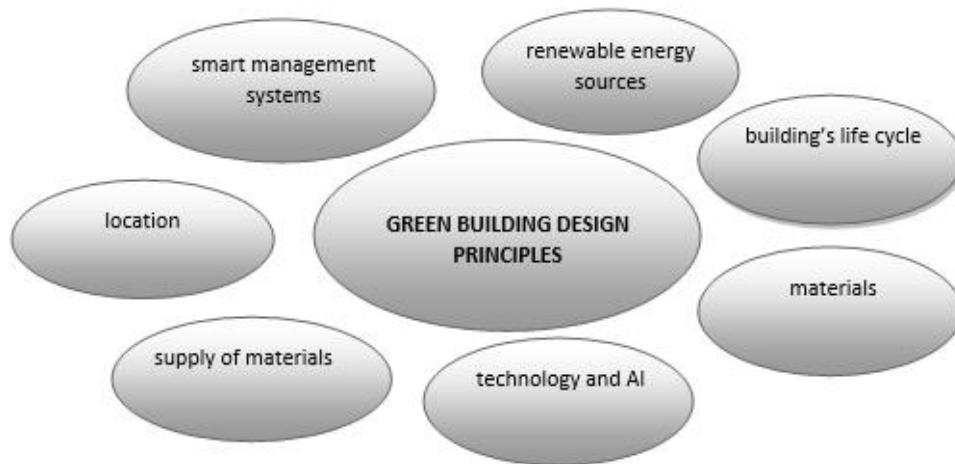 smart management
systems
renewable energy
sources
building's life cycle
location
GREEN BUILDING DESIGN
PRINCIPLES
materials
supply of materials
technology and AI